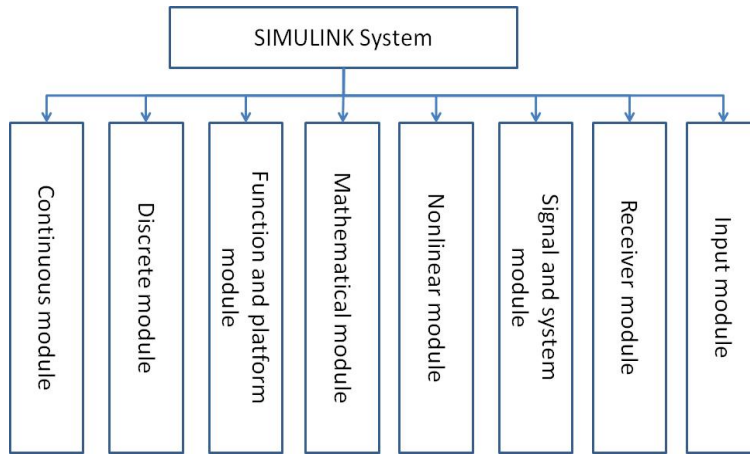 SIMULINK System
Continuous module
Discrete module
Function and platform
module
Mathematical module
Nonlinear module
Signal and system
module
Receiver module
Input module